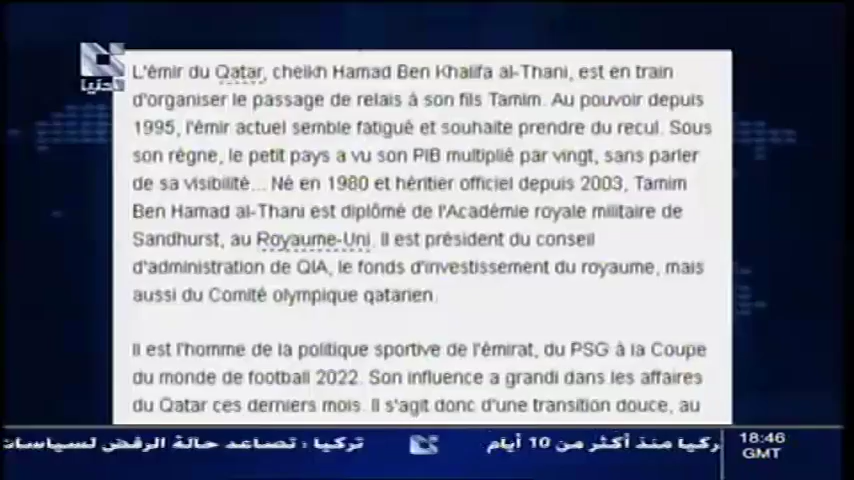 الدنيا
L'émir du Qatar, cheikh Hamad Ben Khalifa al-Thani, est en train
d'organiser le passage de relais à son fils Tamim. Au pouvoir depuis
1995, l'émir actuel semble fatigué et souhaite prendre du recul. Sous
son règne, le petit pays a vu son PIB multiplié par vingt, sans parler
de sa visibilité... Né en 1980 et héritier officiel depuis 2003, Tamim
Ben Hamad al-Thani est diplômé de l'Académie royale militaire de
Sandhurst, au Royaume-Uni. Il est président du conseil
d'administration de QIA, le fonds d'investissement du royaume, mais
aussi du Comité olympique qatarien.
Il est l'homme de la politique sportive de l'émirat, du PSG à la Coupe
du monde de football 2022. Son influence a grandi dans les affaires
du Qatar ces derniers mois. Il s'agit donc d'une transition douce, au
ركيا منذ أكثر من 10 أيام
تركيا : تصاعد حالة الرفض لسياسات
18:46
GMT